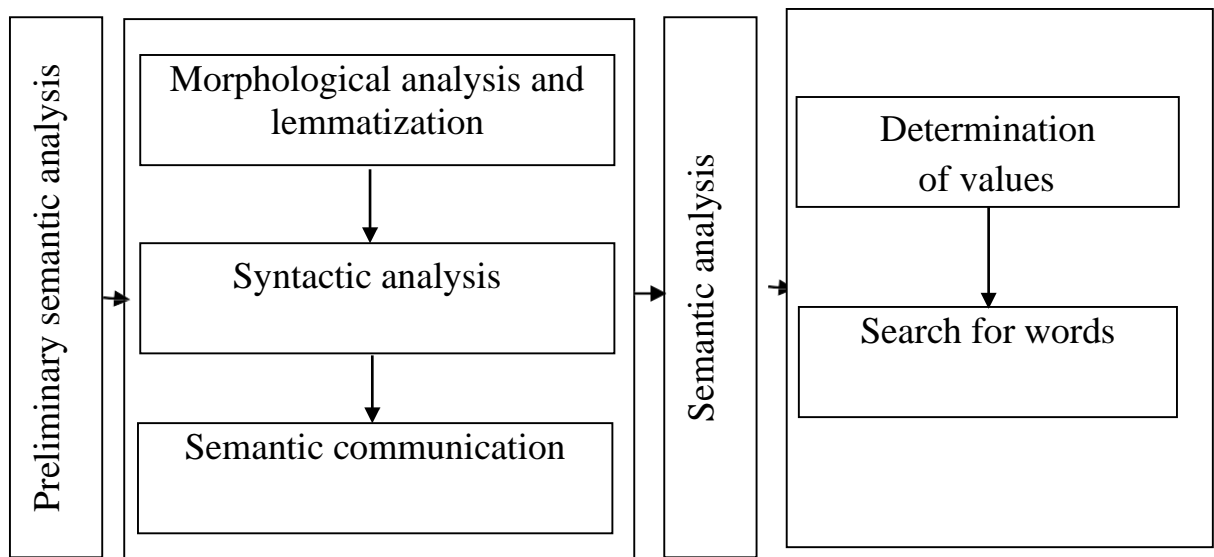 Preliminary semantic analysis
Morphological analysis and
lemmatization
Syntactic analysis
Semantic communication
Semantic analysis
Determination
of values
Search for words